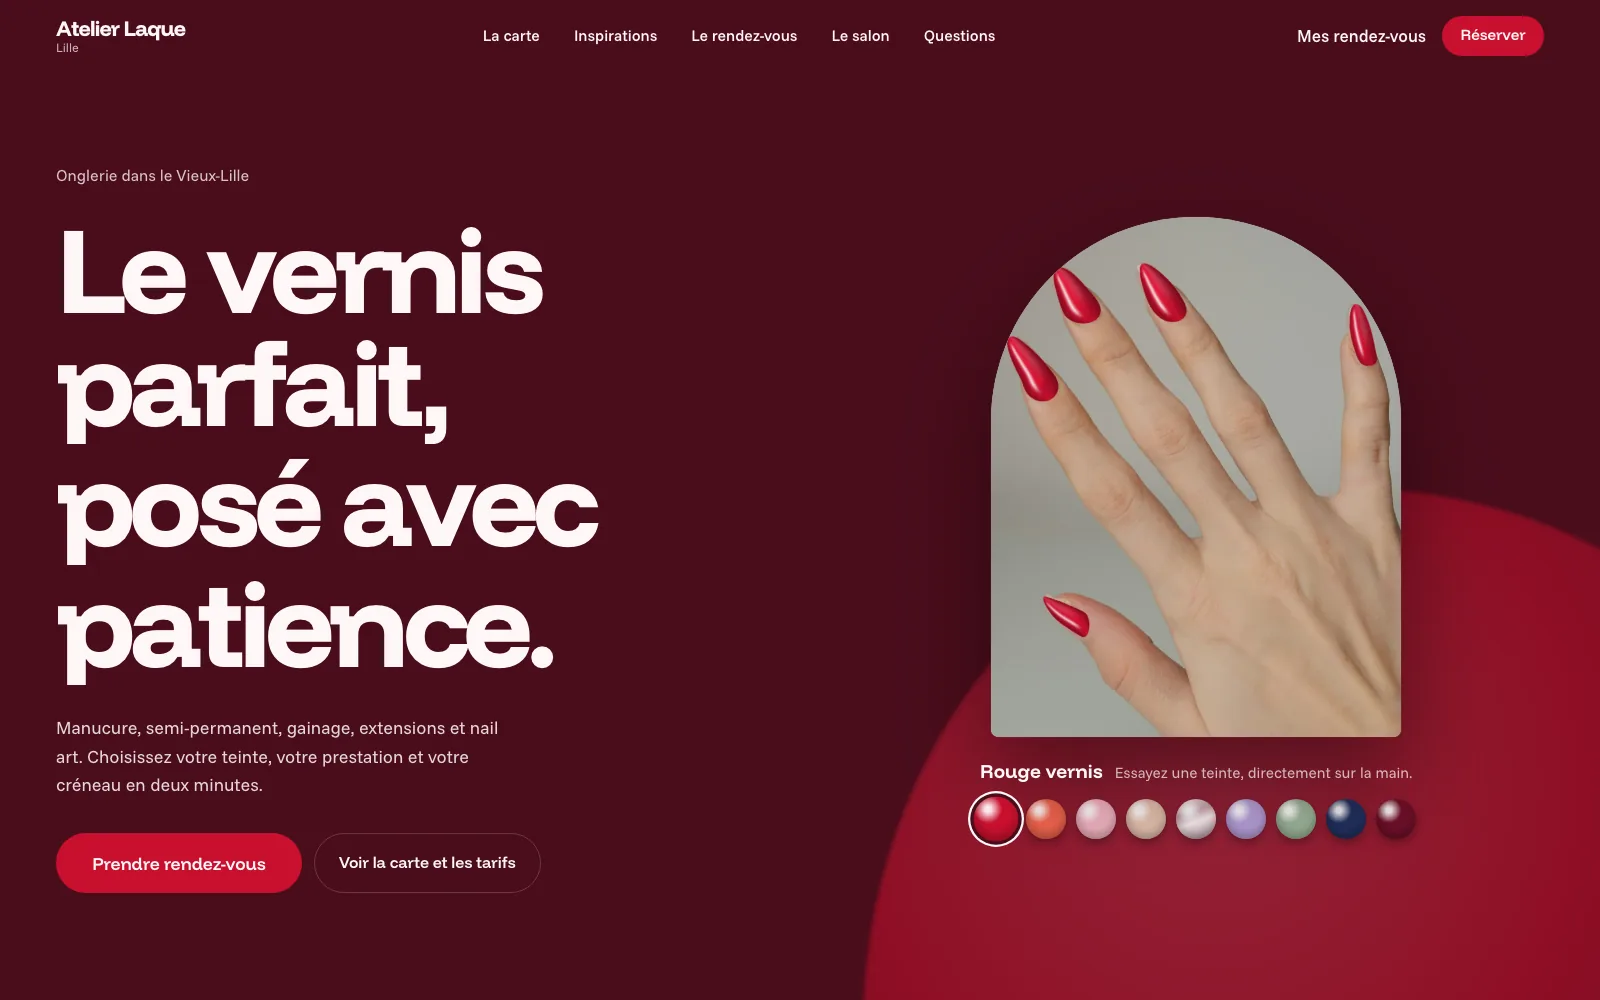 Atelier Laque
Lille
La carte
Inspirations
Le rendez-vous
Le salon
Questions
Mes rendez-vous
Réserver
Onglerie dans le Vieux-Lille
Le vernis
parfait,
posé avec
patience.
Manucure, semi-permanent, gainage, extensions et nail
art. Choisissez votre teinte, votre prestation et votre
créneau en deux minutes.
Prendre rendez-vous
Voir la carte et les tarifs
Rouge vernis
Essayez une teinte, directement sur la main.